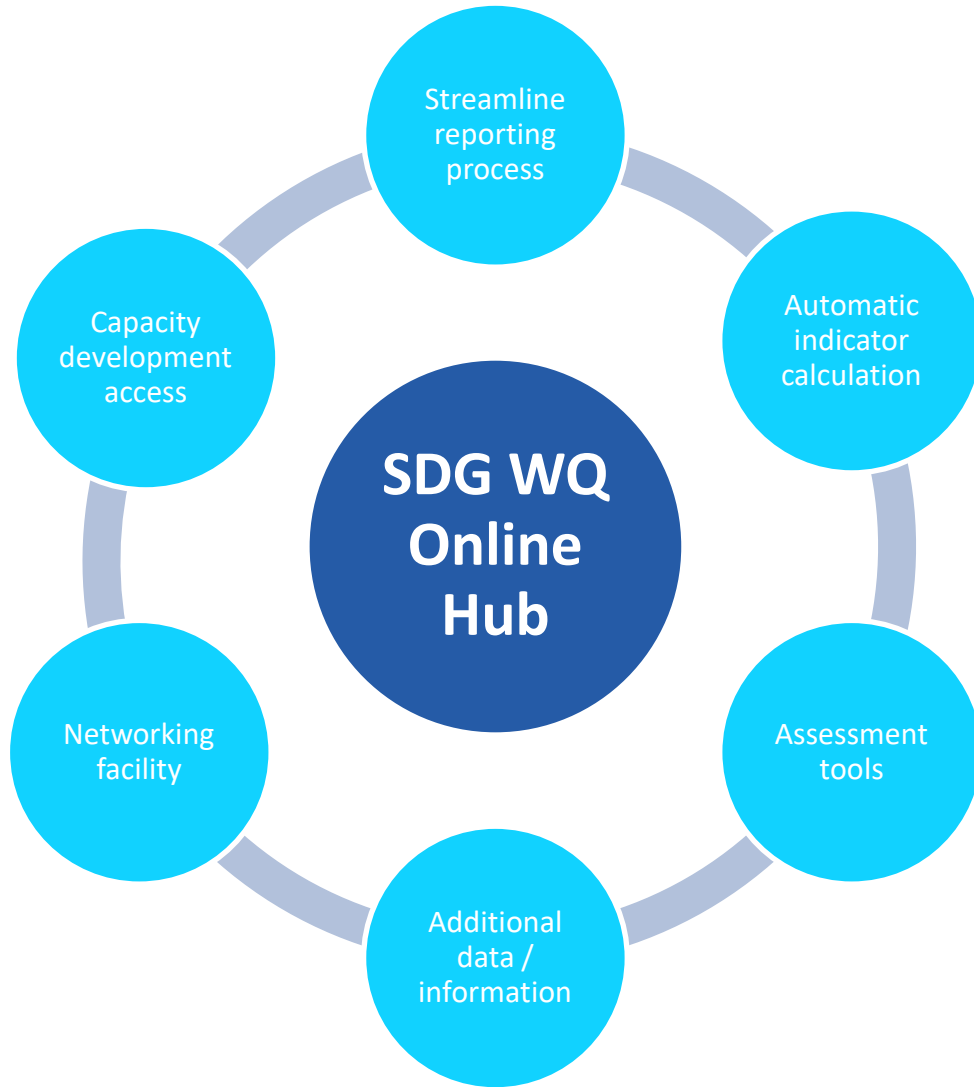 Streamline
reporting
process
Automatic
indicator
calculation
Capacity
development
access
SDG WQ
Online
Hub
Networking
facility
Assessment
tools
Additional
data /
information